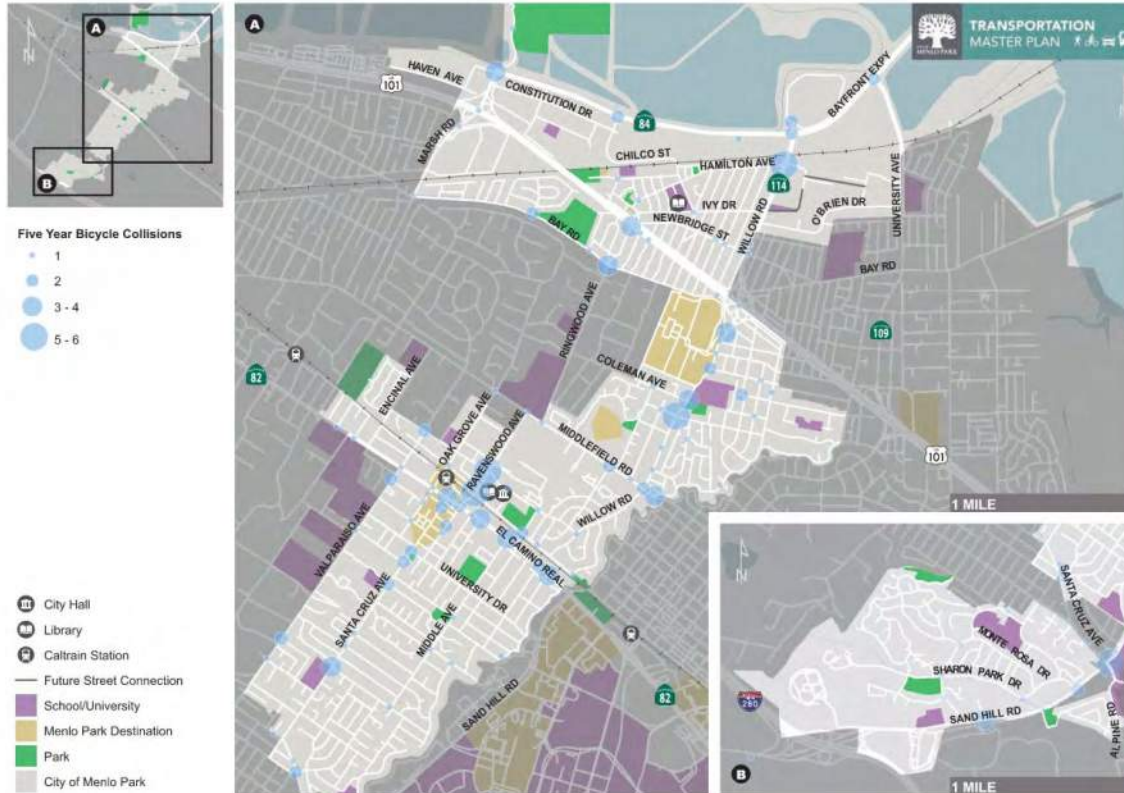 A
B
N
Five Year Bicycle Collisions
1
2
3 - 4
5 - 6
City Hall
Library
Caltrain Station
Future Street Connection
School/University
Menlo Park Destination
Park
City of Menlo Park
A
N
CITY OF
MENLO PARK
TRANSPORTATION
MASTER PLAN
HAVEN AVE
101
CONSTITUTION DR
BAYFRONT EXPY
84
MARSH RD
CHILCO ST
HAMILTON AVE
114
IVY DR
O'BRIEN DR
UNIVERSITY AVE
NEWBRIDGE ST
WILLOW RD
BAY RD
BAY RD
RINGWOOD AVE
109
82
COLEMAN AVE
ENCINAL AVE
OAK GROVE AVE
RAVENSWOOD AVE
MIDDLEFIELD RD
101
WILLOW RD
VALPARAISO AVE
EL CAMINO REAL
UNIVERSITY DR
SANTA CRUZ AVE
MIDDLE AVE
SAND HILL RD
82
1 MILE
N
SANTA CRUZ AVE
MONTE ROSA DR
SHARON PARK DR
280
SAND HILL RD
ALPINE RD
B
1 MILE